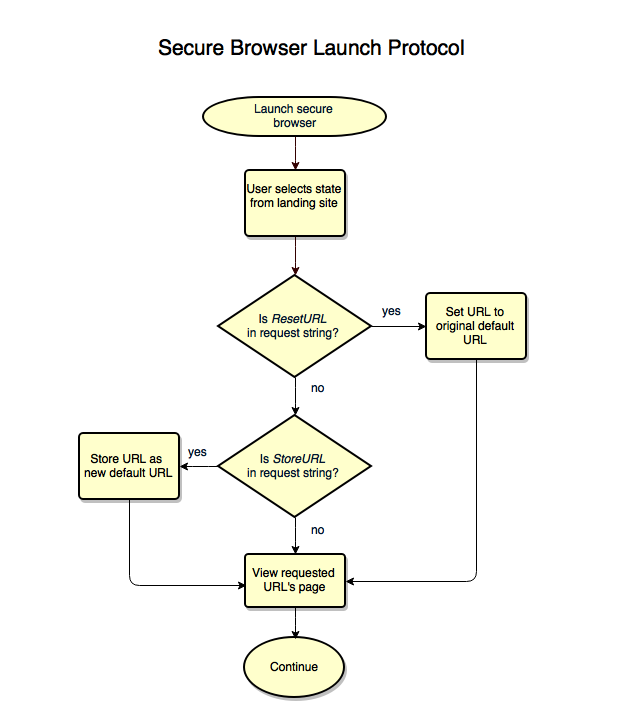 Secure Browser Launch Protocol
Launch secure
browser
User selects state
from landing site
Is ResetURL
in request string?
yes
Set URL to
original default
URL
no
Is StoreURL
in request string?
yes
Store URL as
new default URL
no
View requested
URL's page
Continue